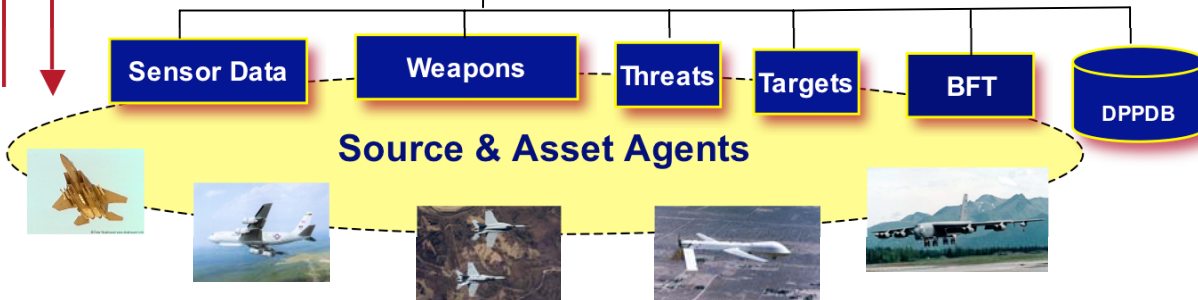 Sensor Data
Weapons
Threats
Targets
BFT
DPPDB
Source & Asset Agents